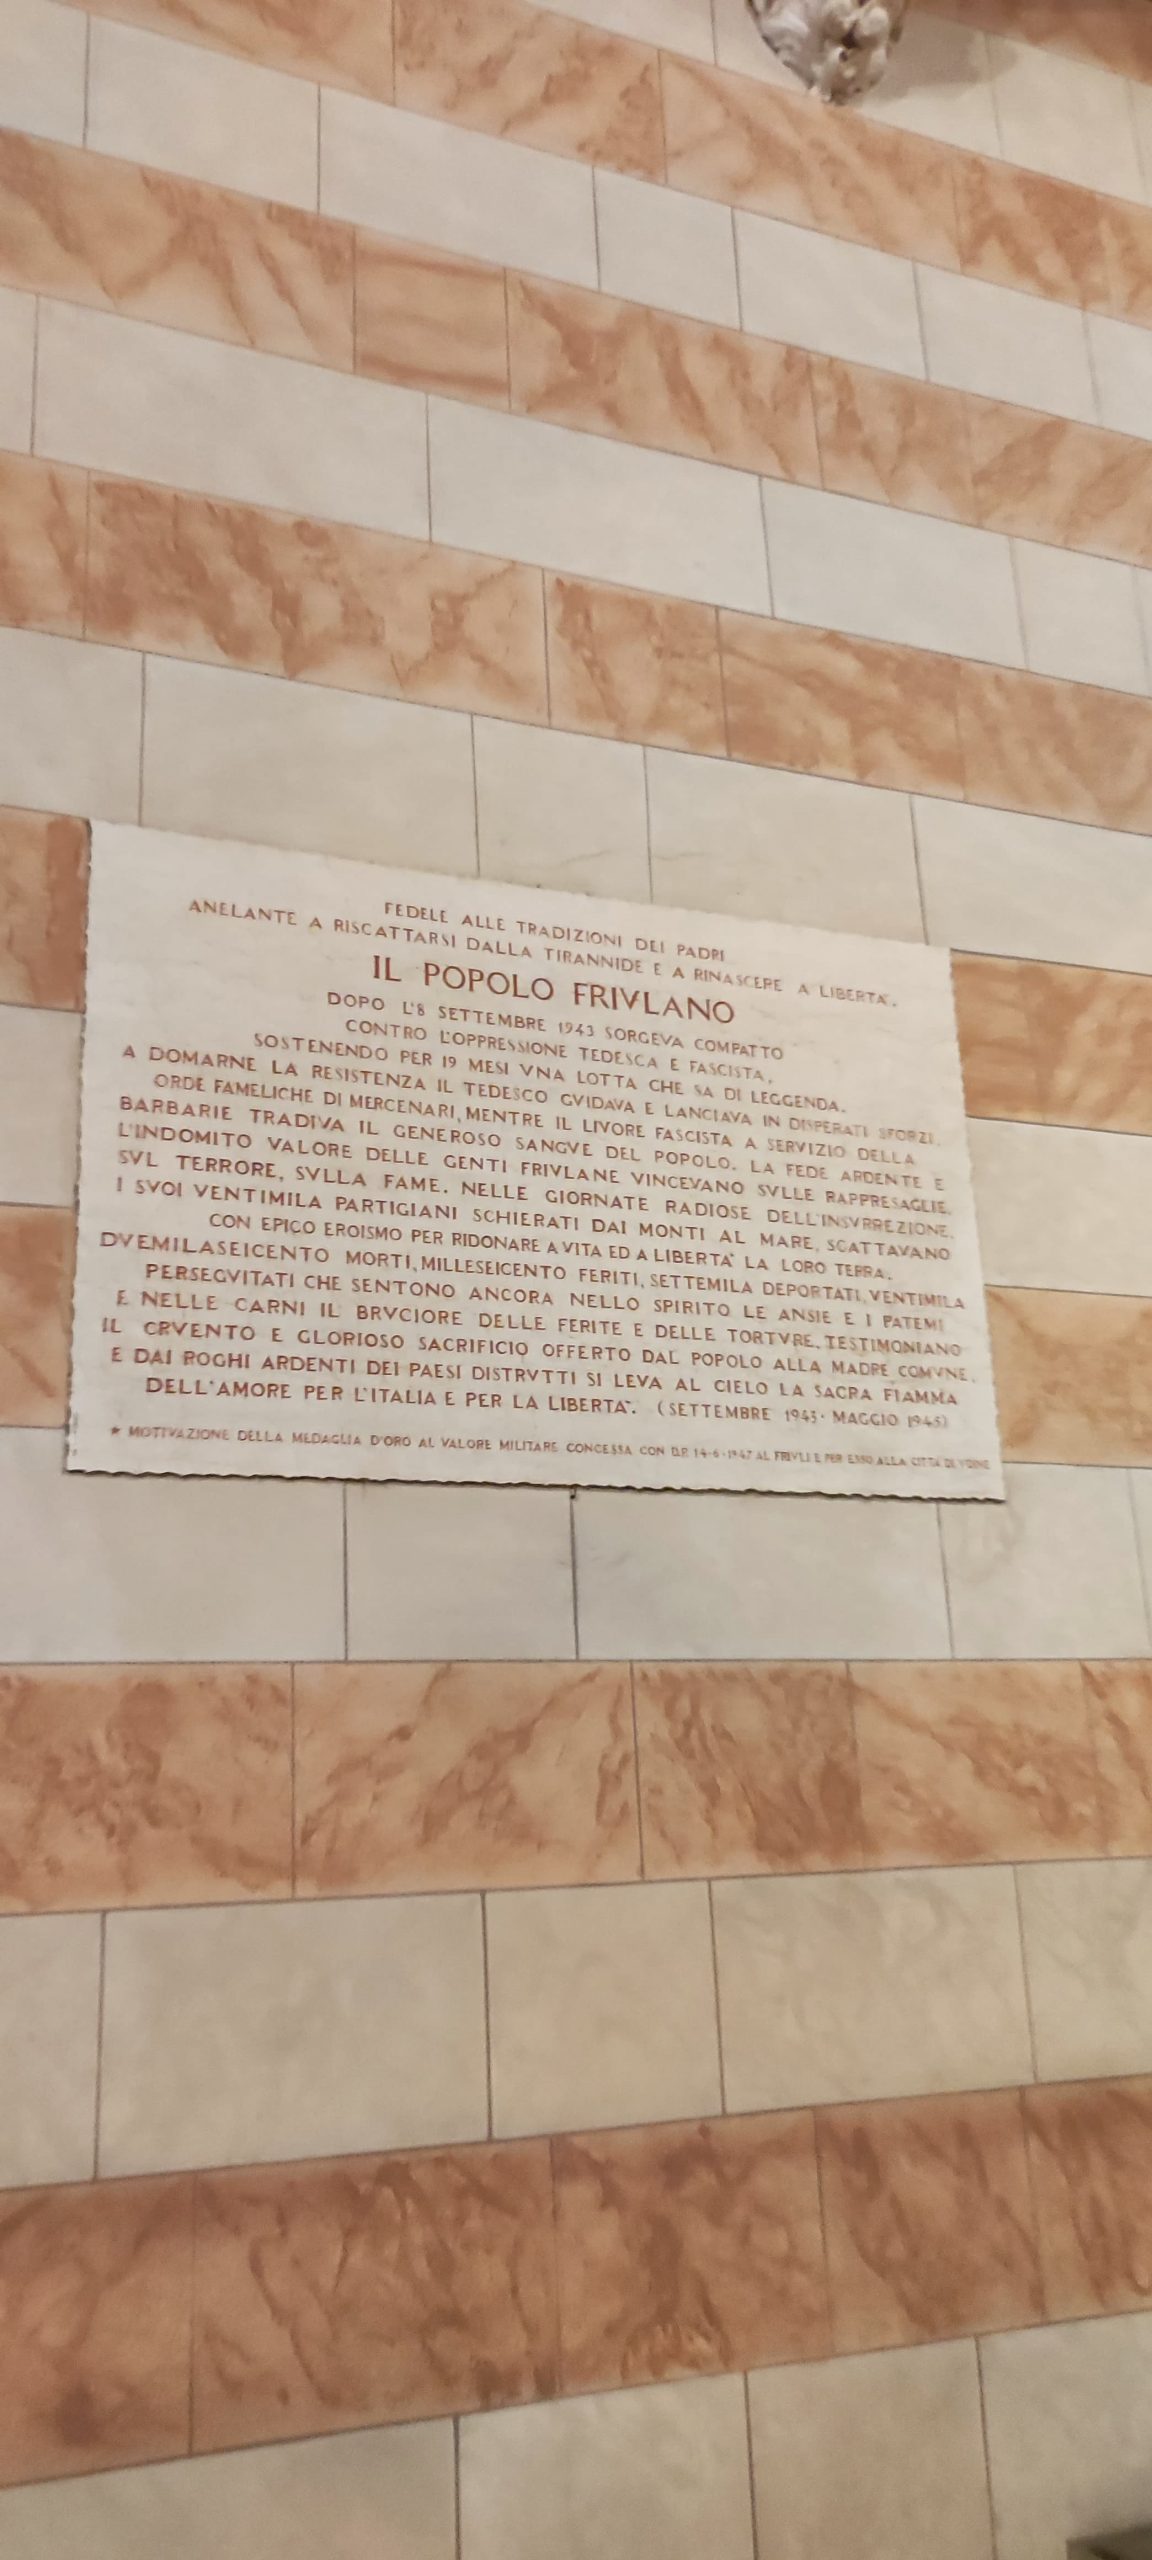 FEDELE ALLE TRADIZIONI DEI PADRI
ANELANTE A RISCATTARSI DALLA TIRANNIDE E A RINASCERE A LIBERTA'.
IL POPOLO FRIVLANO
DOPO L'8 SETTEMBRE 1943 SORGEVA COMPATTO
CONTRO L'OPPRESSIONE TEDESCA E FASCISTA,
SOSTENENDO PER 19 MESI VNA LOTTA CHE SA DI LEGGENDA.
A DOMARNE LA RESISTENZA IL TEDESCO GVIDAVA E LANCIAVA IN DISPERATI SFORZI,
ORDE FAMELICHE DI MERCENARI, MENTRE IL LIVORE FASCISTA A SERVIZIO DELLA
BARBARIE TRADIVA IL GENEROSO SANGVE DEL POPOLO. LA FEDE ARDENTE E
L'INDOMITO VALORE DELLE GENTI FRIVLANE VINCEVANO SVLLE RAPPRESAGLIE,
SVL TERRORE, SVLLA FAME. NELLE GIORNATE RADIOSE DELL'INSVRREZIONE,
I SVOI VENTIMILA PARTIGIANI SCHIERATI DAI MONTI AL MARE, SCATTAVANO
CON EPICO EROISMO PER RIDONARE A VITA ED A LIBERTA' LA LORO TERRA.
DVEMILASEICENTO MORTI, MILLESEICENTO FERITI, SETTEMILA DEPORTATI, VENTIMILA
PERSEGVITATI CHE SENTONO ANCORA NELLO SPIRITO LE ANSIE E I PATEMI
E NELLE CARNI IL BRVCIORE DELLE FERITE E DELLE TORTVRE, TESTIMONIANO
IL CRVENTO E GLORIOSO SACRIFICIO OFFERTO DAL POPOLO ALLA MADRE COMVNE,
E DAI ROGHI ARDENTI DEI PAESI DISTRVTTI SI LEVA AL CIELO LA SACRA FIAMMA
DELL'AMORE PER L'ITALIA E PER LA LIBERTA'. (SETTEMBRE 1943 · MAGGIO 1945)
* MOTIVAZIONE DELLA MEDAGLIA D'ORO AL VALORE MILITARE CONCESSA CON D.P. 14-6-1947 AL FRIVLI E PER ESSO ALLA CITTÀ DI VDINE